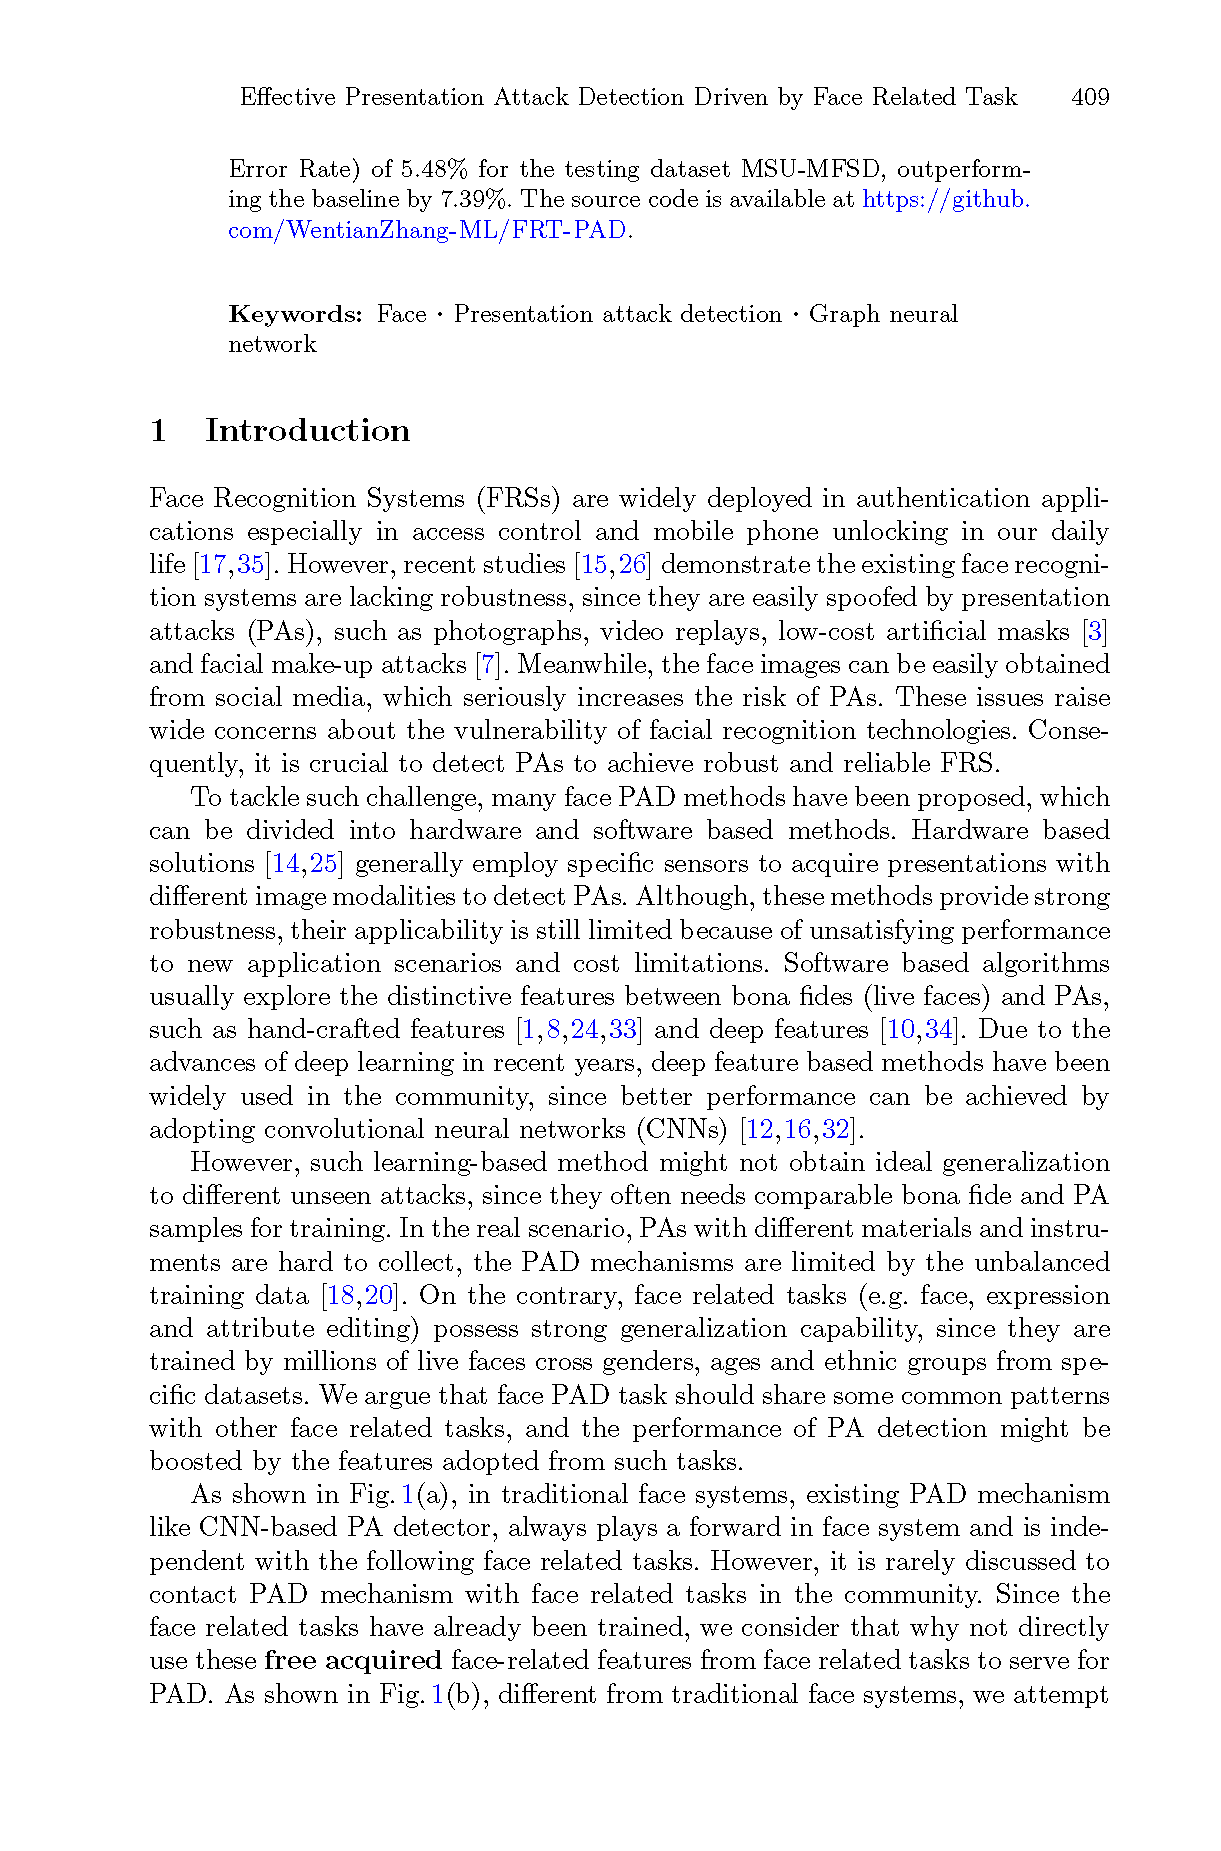 Effective Presentation Attack Detection Driven by Face Related Task 409
Error Rate) of 5.48% for the testing dataset MSU-MFSD, outperform-
ing the baseline by 7.39%. The source code is available at https://github.
com/WentianZhang-ML/FRT-PAD.
Keywords: Face · Presentation attack detection · Graph neural
network
1 Introduction
Face Recognition Systems (FRSs) are widely deployed in authentication appli-
cations especially in access control and mobile phone unlocking in our daily
life [17,35]. However, recent studies [15,26] demonstrate the existing face recogni-
tion systems are lacking robustness, since they are easily spoofed by presentation
attacks (PAs), such as photographs, video replays, low-cost artificial masks [3]
and facial make-up attacks [7]. Meanwhile, the face images can be easily obtained
from social media, which seriously increases the risk of PAs. These issues raise
wide concerns about the vulnerability of facial recognition technologies. Conse-
quently, it is crucial to detect PAs to achieve robust and reliable FRS.
To tackle such challenge, many face PAD methods have been proposed, which
can be divided into hardware and software based methods. Hardware based
solutions [14,25] generally employ specific sensors to acquire presentations with
different image modalities to detect PAs. Although, these methods provide strong
robustness, their applicability is still limited because of unsatisfying performance
to new application scenarios and cost limitations. Software based algorithms
usually explore the distinctive features between bona fides (live faces) and PAs,
such as hand-crafted features [1,8,24,33] and deep features [10,34]. Due to the
advances of deep learning in recent years, deep feature based methods have been
widely used in the community, since better performance can be achieved by
adopting convolutional neural networks (CNNs) [12,16,32].
However, such learning-based method might not obtain ideal generalization
to different unseen attacks, since they often needs comparable bona fide and PA
samples for training. In the real scenario, PAs with different materials and instru-
ments are hard to collect, the PAD mechanisms are limited by the unbalanced
training data [18,20]. On the contrary, face related tasks (e.g. face, expression
and attribute editing) possess strong generalization capability, since they are
trained by millions of live faces cross genders, ages and ethnic groups from spe-
cific datasets. We argue that face PAD task should share some common patterns
with other face related tasks, and the performance of PA detection might be
boosted by the features adopted from such tasks.
As shown in Fig. 1(a), in traditional face systems, existing PAD mechanism
like CNN-based PA detector, always plays a forward in face system and is inde-
pendent with the following face related tasks. However, it is rarely discussed to
contact PAD mechanism with face related tasks in the community. Since the
face related tasks have already been trained, we consider that why not directly
use these free acquired face-related features from face related tasks to serve for
PAD. As shown in Fig. 1(b), different from traditional face systems, we attempt